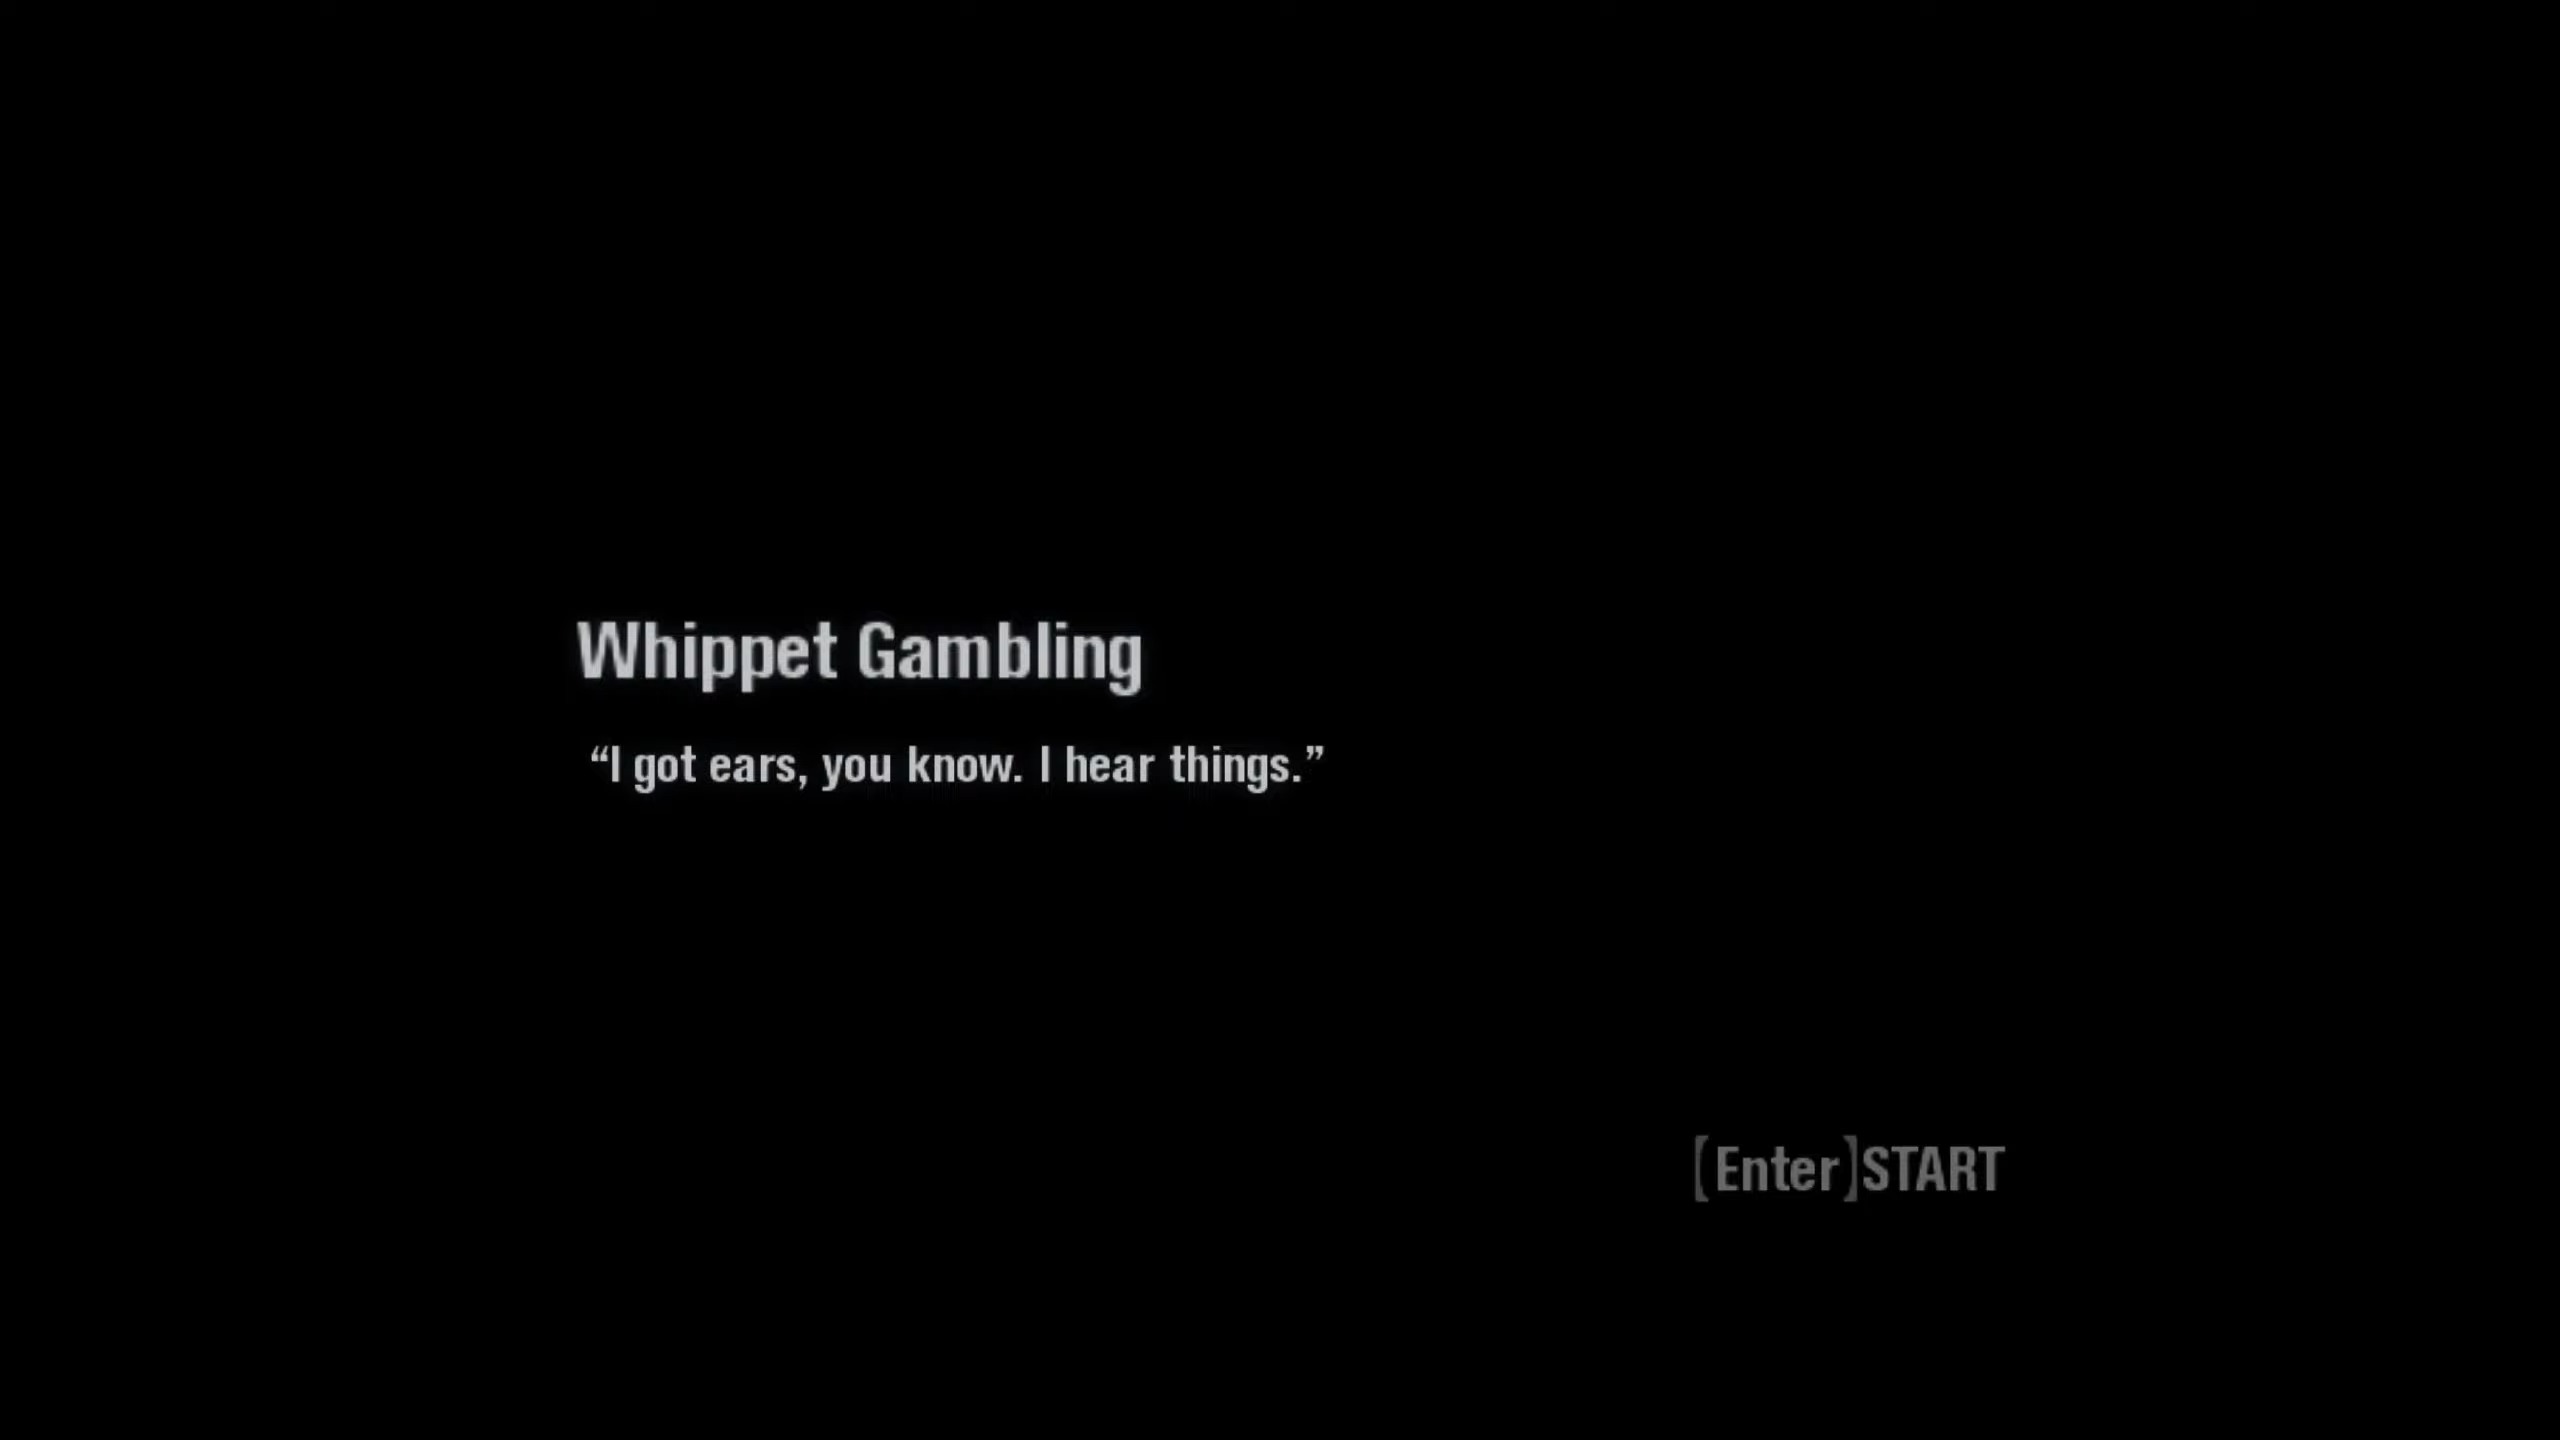 Whippet Gambling
“I got ears, you know. I hear things.”
[Enter]START